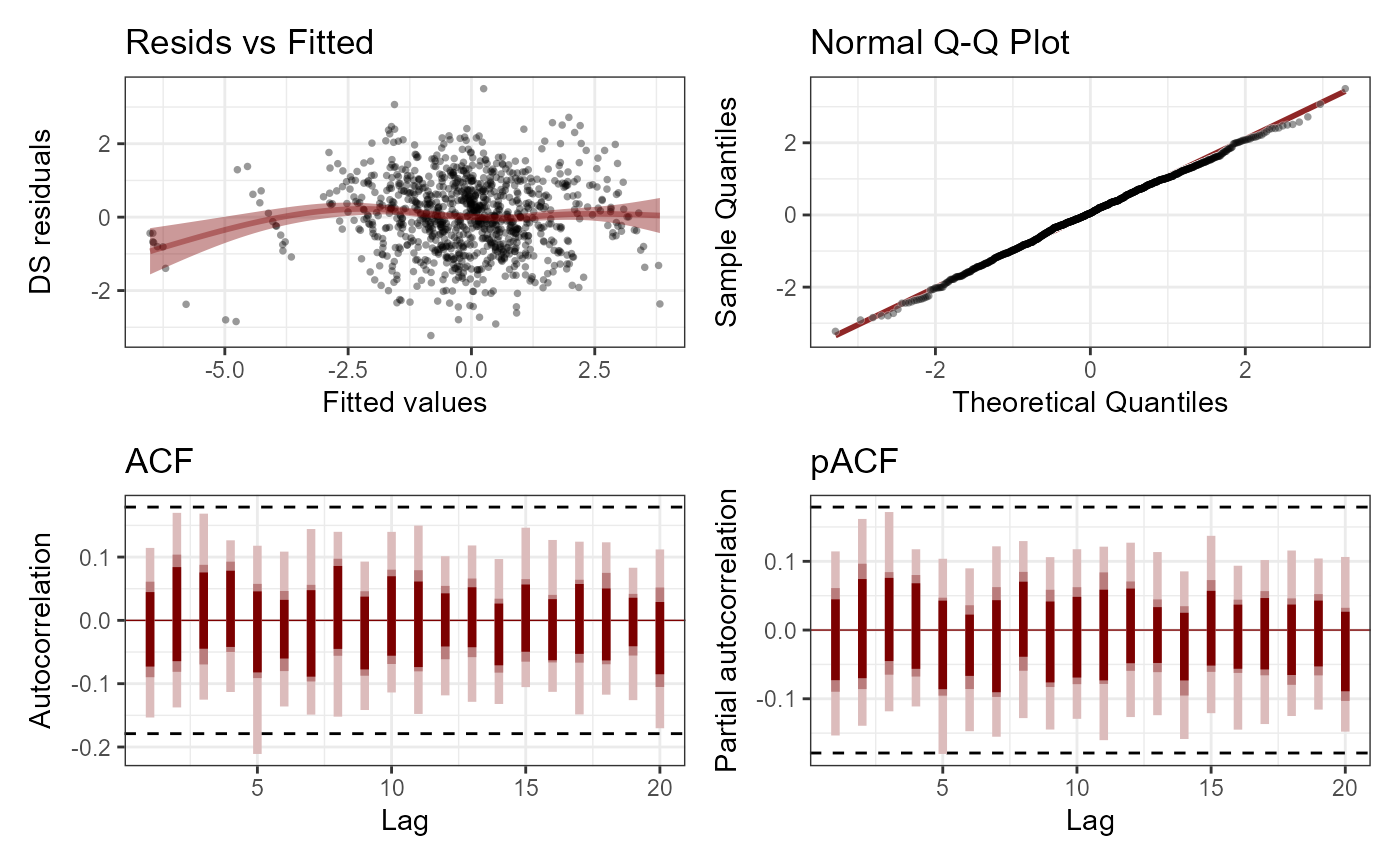 Resids vs Fitted
DS residuals
2
0
-2
-5.0 -2.5 0.0 2.5
Fitted values
Normal Q-Q Plot
Sample Quantiles
2
0
-2
-2 0 2
Theoretical Quantiles
ACF
Autocorrelation
0.1
0.0
-0.1
-0.2
5 10 15 20
Lag
pACF
Partial autocorrelation
0.1
0.0
-0.1
5 10 15 20
Lag